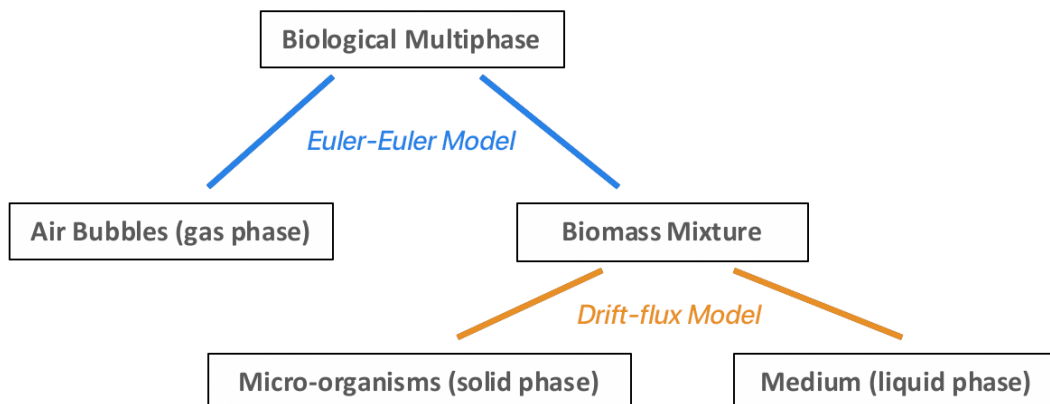 Biological Multiphase
Euler-Euler Model
Air Bubbles (gas phase)
Biomass Mixture
Drift-flux Model
Micro-organisms (solid phase)
Medium (liquid phase)